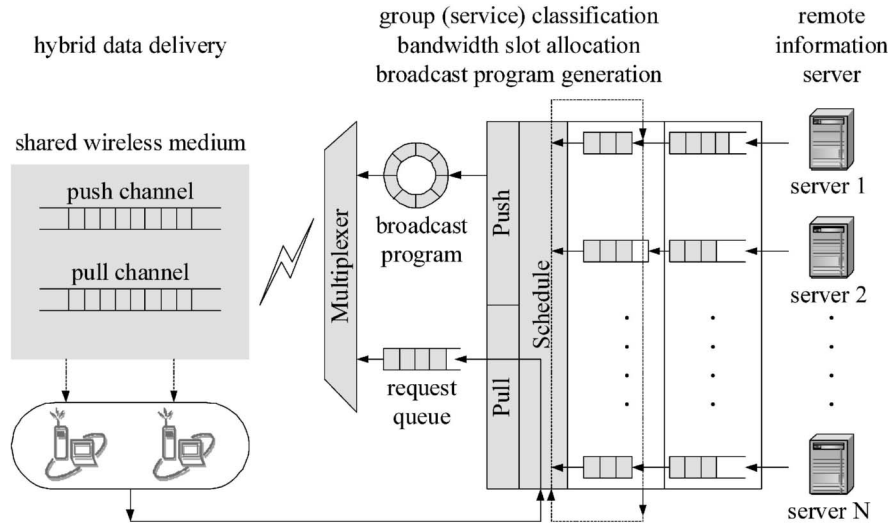 hybrid data delivery
group (service) classification
bandwidth slot allocation
broadcast program generation
remote
information
server
shared wireless medium
push channel
pull channel
Multiplexer
broadcast
program
request
queue
Push
Pull
Schedule
server 1
server 2
server N